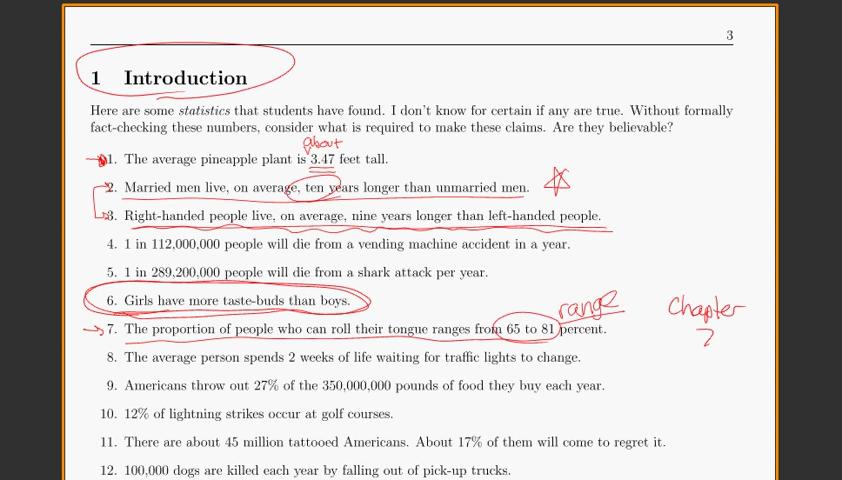 3
1 Introduction
Here are some statistics that students have found. I don't know for certain if any are true. Without formally
fact-checking these numbers, consider what is required to make these claims. Are they believable?
about
1. The average pineapple plant is 3.47 feet tall.
2. Married men live, on average, ten years longer than unmarried men.
3. Right-handed people live, on average, nine years longer than left-handed people.
4. 1 in 112,000,000 people will die from a vending machine accident in a year.
5. 1 in 289,200,000 people will die from a shark attack per year.
6. Girls have more taste-buds than boys.
range
Chapter
7
7. The proportion of people who can roll their tongue ranges from 65 to 81 percent.
8. The average person spends 2 weeks of life waiting for traffic lights to change.
9. Americans throw out 27% of the 350,000,000 pounds of food they buy each year.
10. 12% of lightning strikes occur at golf courses.
11. There are about 45 million tattooed Americans. About 17% of them will come to regret it.
12. 100,000 dogs are killed each year by falling out of pick-up trucks.